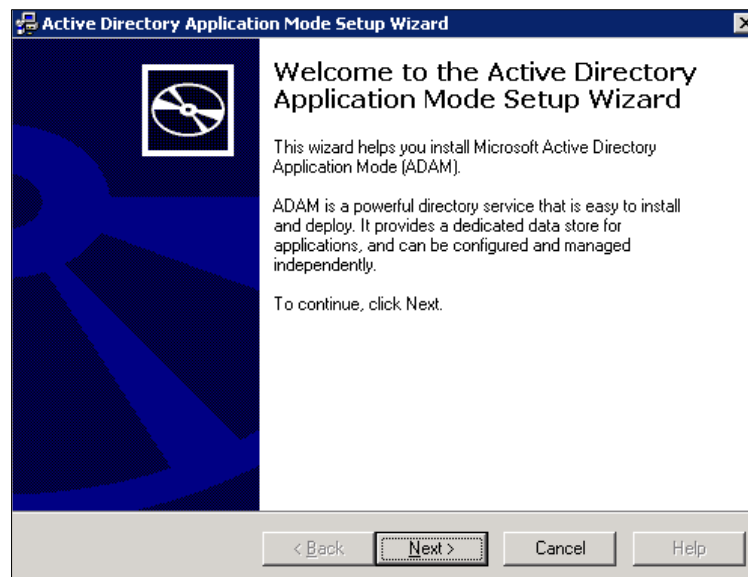 Active Directory Application Mode Setup Wizard
Welcome to the Active Directory
Application Mode Setup Wizard
This wizard helps you install Microsoft Active Directory
Application Mode (ADAM).
ADAM is a powerful directory service that is easy to install
and deploy. It provides a dedicated data store for
applications, and can be configured and managed
independently.
To continue, click Next.
< Back
Next >
Cancel
Help